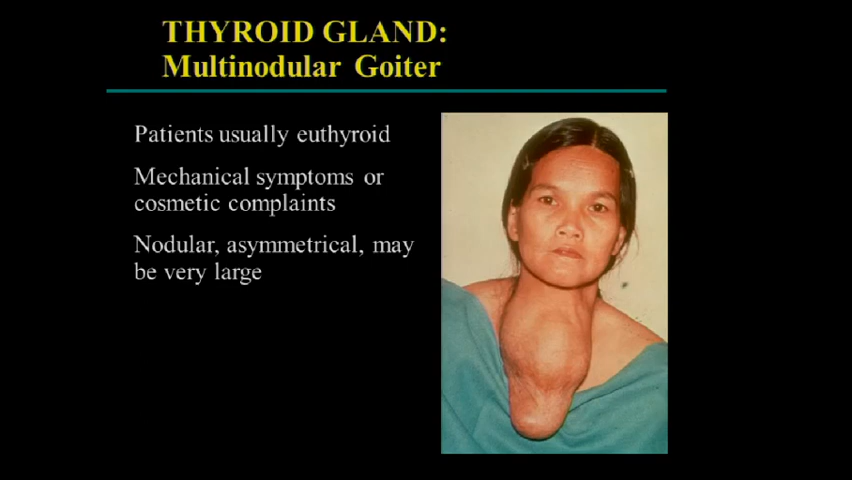 THYROID GLAND:
Multinodular Goiter
Patients usually euthyroid
Mechanical symptoms or
cosmetic complaints
Nodular, asymmetrical, may
be very large